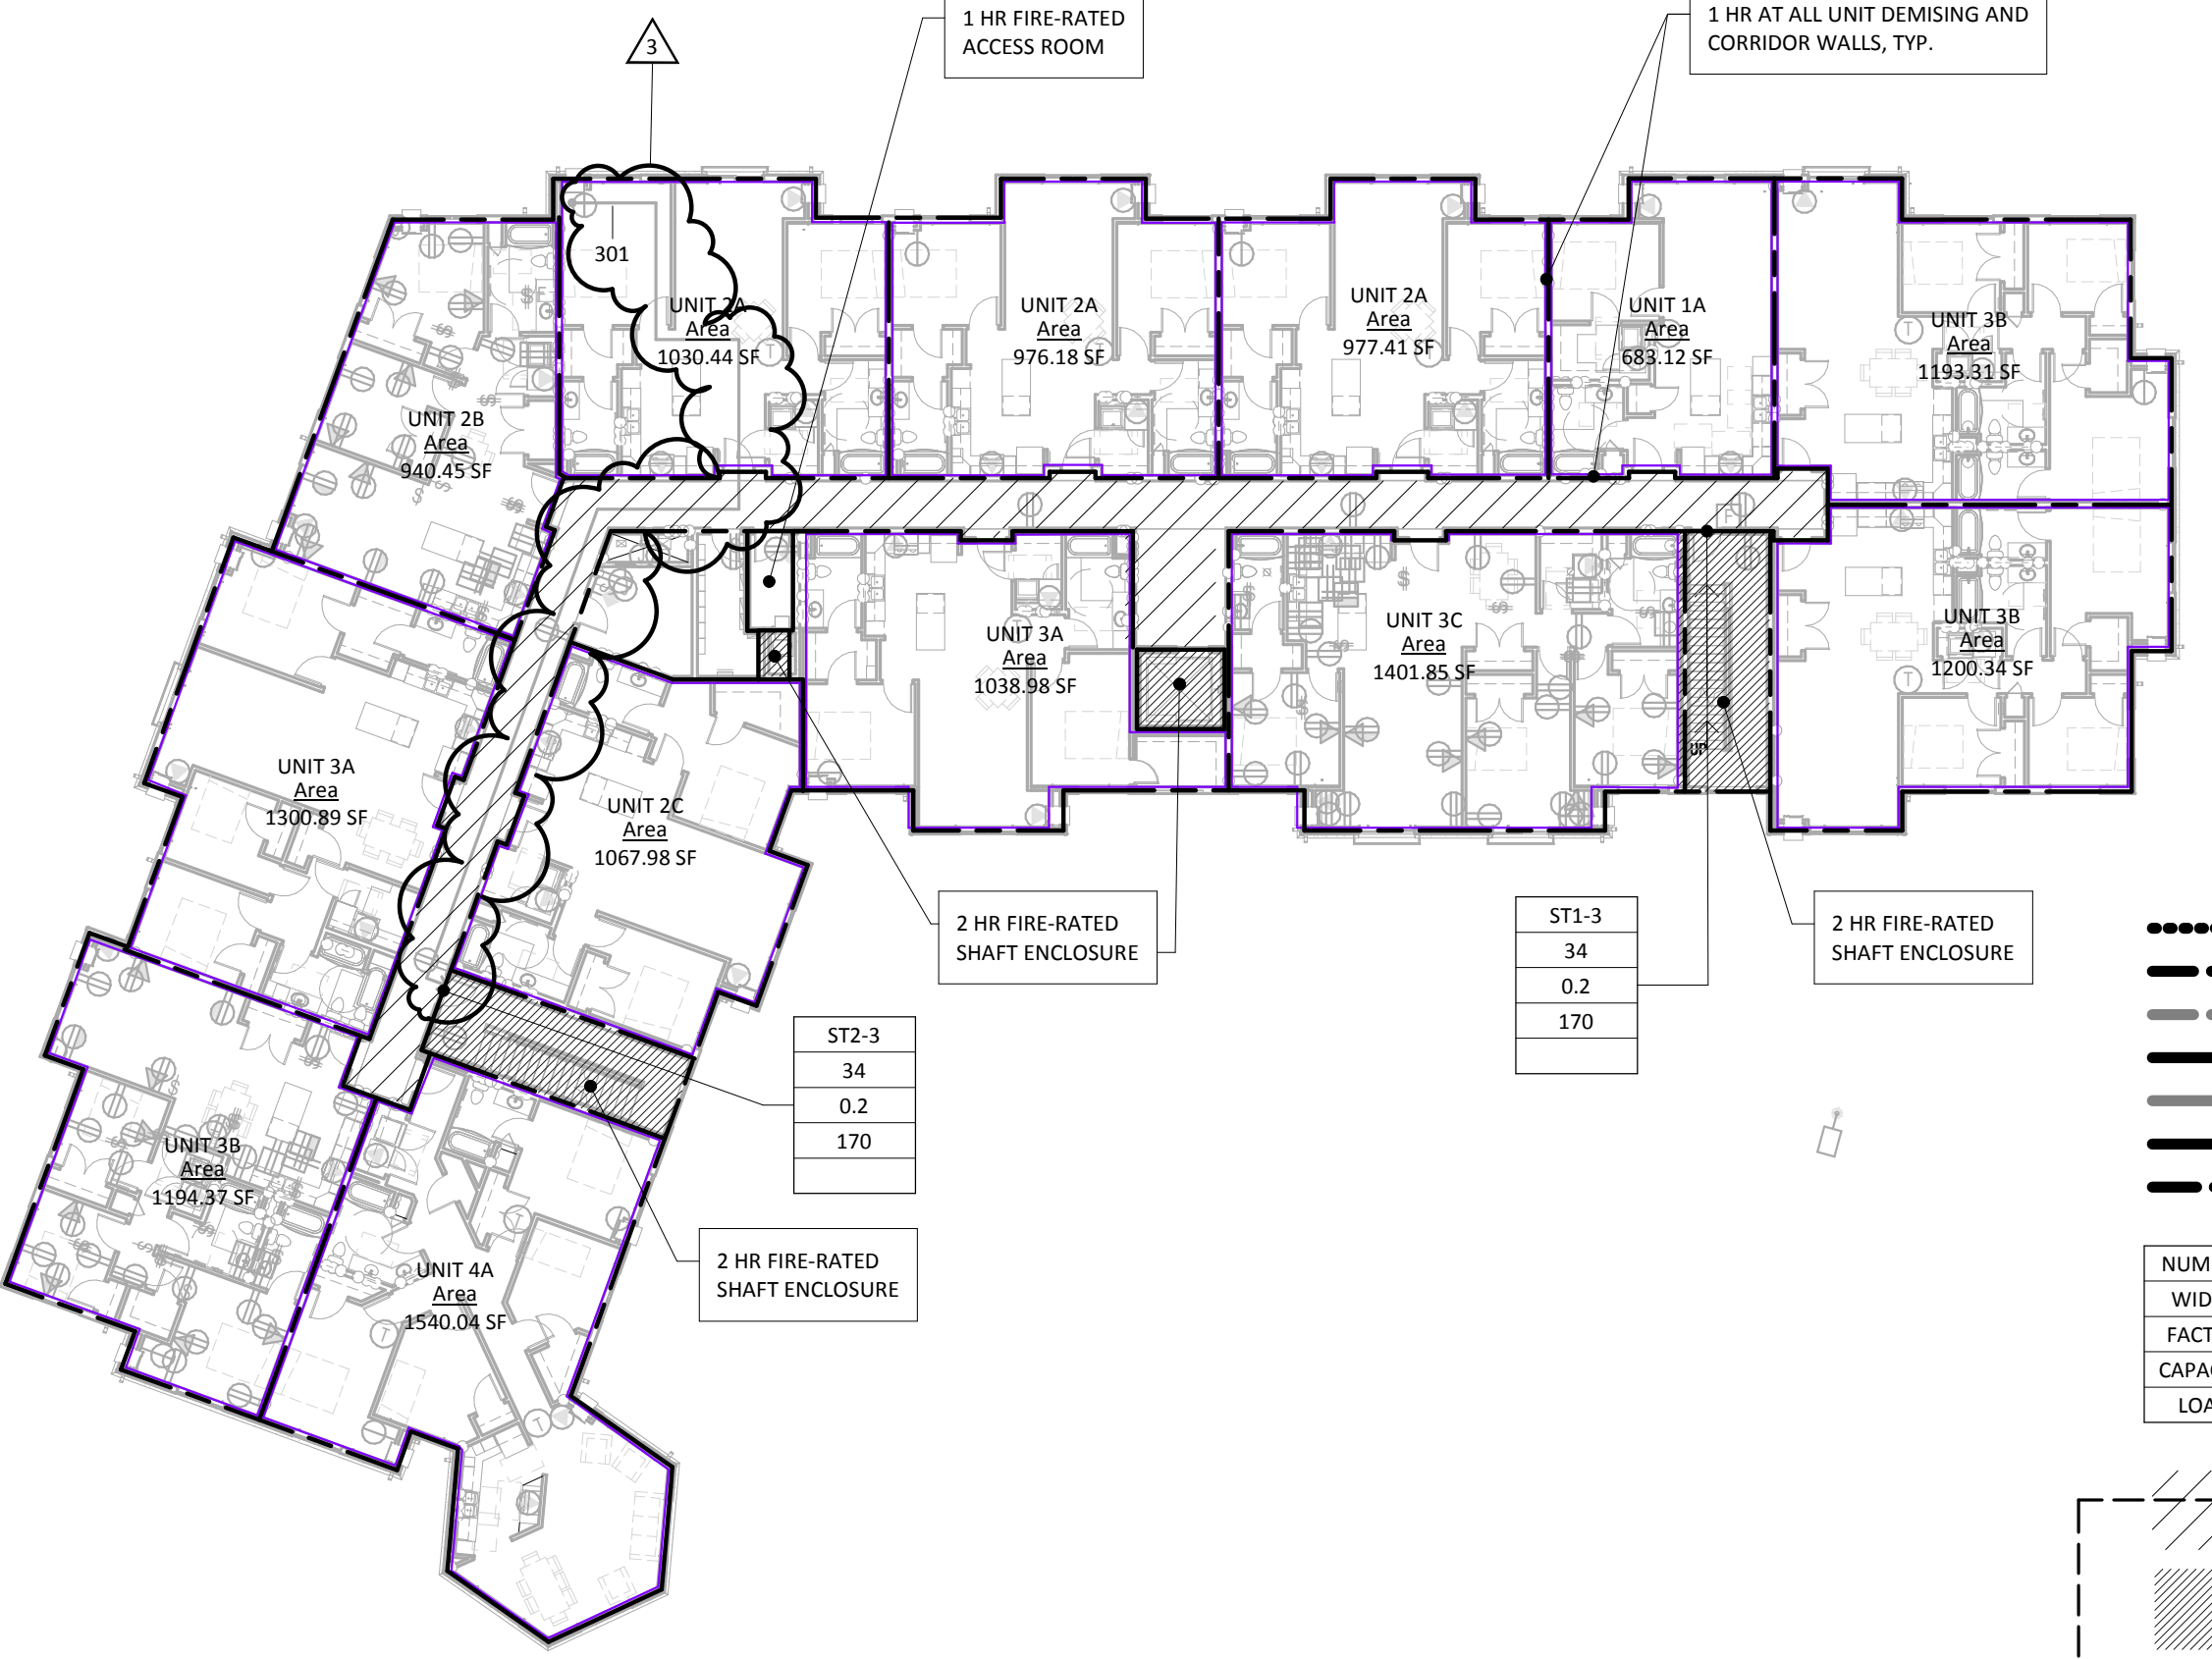 1 HR FIRE-RATED
ACCESS ROOM
1 HR AT ALL UNIT DEMISING AND
CORRIDOR WALLS, TYP.
3
301
UNIT 2A
Area
1030.44 SF
UNIT 2A
Area
976.18 SF
UNIT 2A
Area
977.41 SF
UNIT 1A
Area
683.12 SF
UNIT 3B
Area
1193.31 SF
UNIT 2B
Area
940.45 SF
UNIT 3A
Area
1038.98 SF
UNIT 3C
Area
1401.85 SF
UNIT 3B
Area
1200.34 SF
UP
UNIT 3A
Area
1300.89 SF
UNIT 2C
Area
1067.98 SF
2 HR FIRE-RATED
SHAFT ENCLOSURE
ST1-3
34
0.2
170
2 HR FIRE-RATED
SHAFT ENCLOSURE
ST2-3
34
0.2
170
UNIT 3B
Area
1194.37 SF
2 HR FIRE-RATED
SHAFT ENCLOSURE
UNIT 4A
Area
1540.04 SF
NUM
WID
FACT
CAPA
LOA